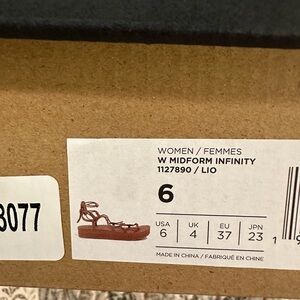 WOMEN / FEMMES
W MIDFORM INFINITY
1127890 / LIO
6
USA UK EU JPN
6 4 37 23
MADE IN CHINA / FABRIQUÉ EN CHINE
3077
1